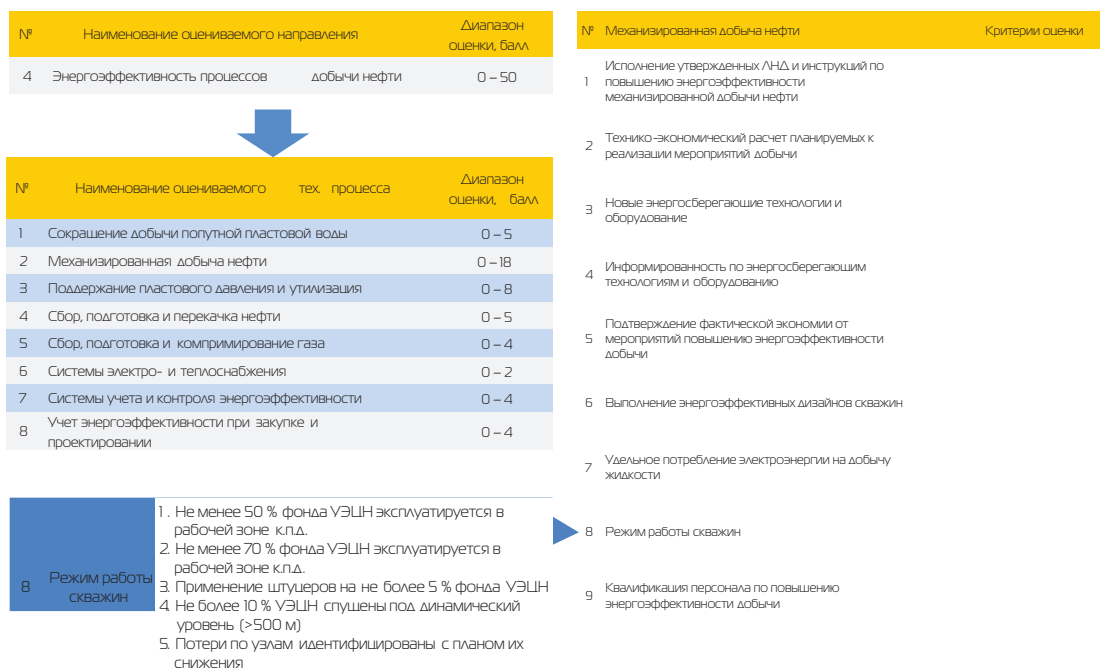 № Наименование оцениваемого направления Диапазон оценки, балл
4 Энергоэффективность процессов добычи нефти 0 – 50
№ Наименование оцениваемого тех. процесса Диапазон оценки, балл
1 Сокращение добычи попутной пластовой воды 0 – 5
2 Механизированная добыча нефти 0 – 18
3 Поддержание пластового давления и утилизация 0 – 8
4 Сбор, подготовка и перекачка нефти 0 – 5
5 Сбор, подготовка и компримирование газа 0 – 4
6 Системы электро- и теплоснабжения 0 – 2
7 Системы учета и контроля энергоэффективности 0 – 4
8 Учет энергоэффективности при закупке и
проектировании 0 – 4
8 Режим работы
скважин
1. Не менее 50 % фонда УЭЦН эксплуатируется в
рабочей зоне к.п.д.
2. Не менее 70 % фонда УЭЦН эксплуатируется в
рабочей зоне к.п.д.
3. Применение штуцеров на не более 5 % фонда УЭЦН
4. Не более 10 % УЭЦН спущены под динамический
уровень (>500 м)
5. Потери по узлам идентифицированы с планом их
снижения
№ Механизированная добыча нефти Критерии оценки
1 Исполнение утвержденных ЛНД и инструкций по
повышению энергоэффективности
механизированной добычи нефти
2 Технико-экономический расчет планируемых к
реализации мероприятий добычи
3 Новые энергосберегающие технологии и
оборудование
4 Информированность по энергосберегающим
технологиям и оборудованию
5 Подтверждение фактической экономии от
мероприятий повышению энергоэффективности
добычи
6 Выполнение энергоэффективных дизайнов скважин
7 Удельное потребление электроэнергии на добычу
жидкости
8 Режим работы скважин
9 Квалификация персонала по повышению
энергоэффективности добычи